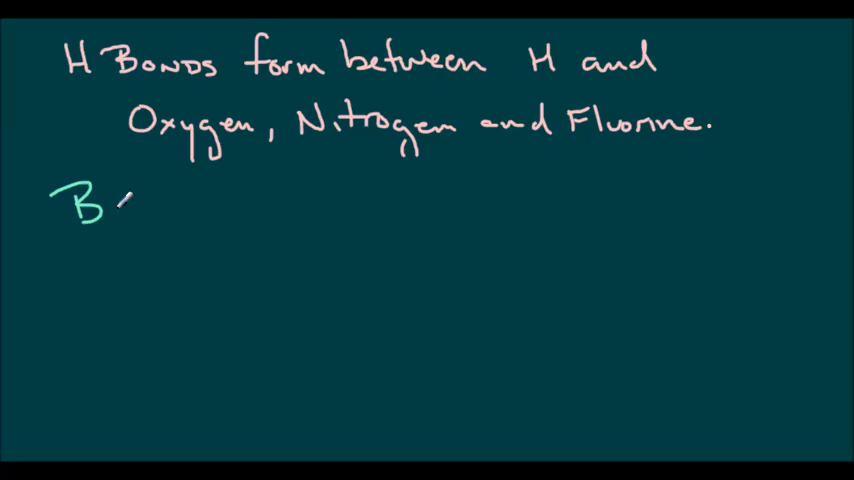 H Bonds form between H and
Oxygen, Nitrogen and Fluorine.
B